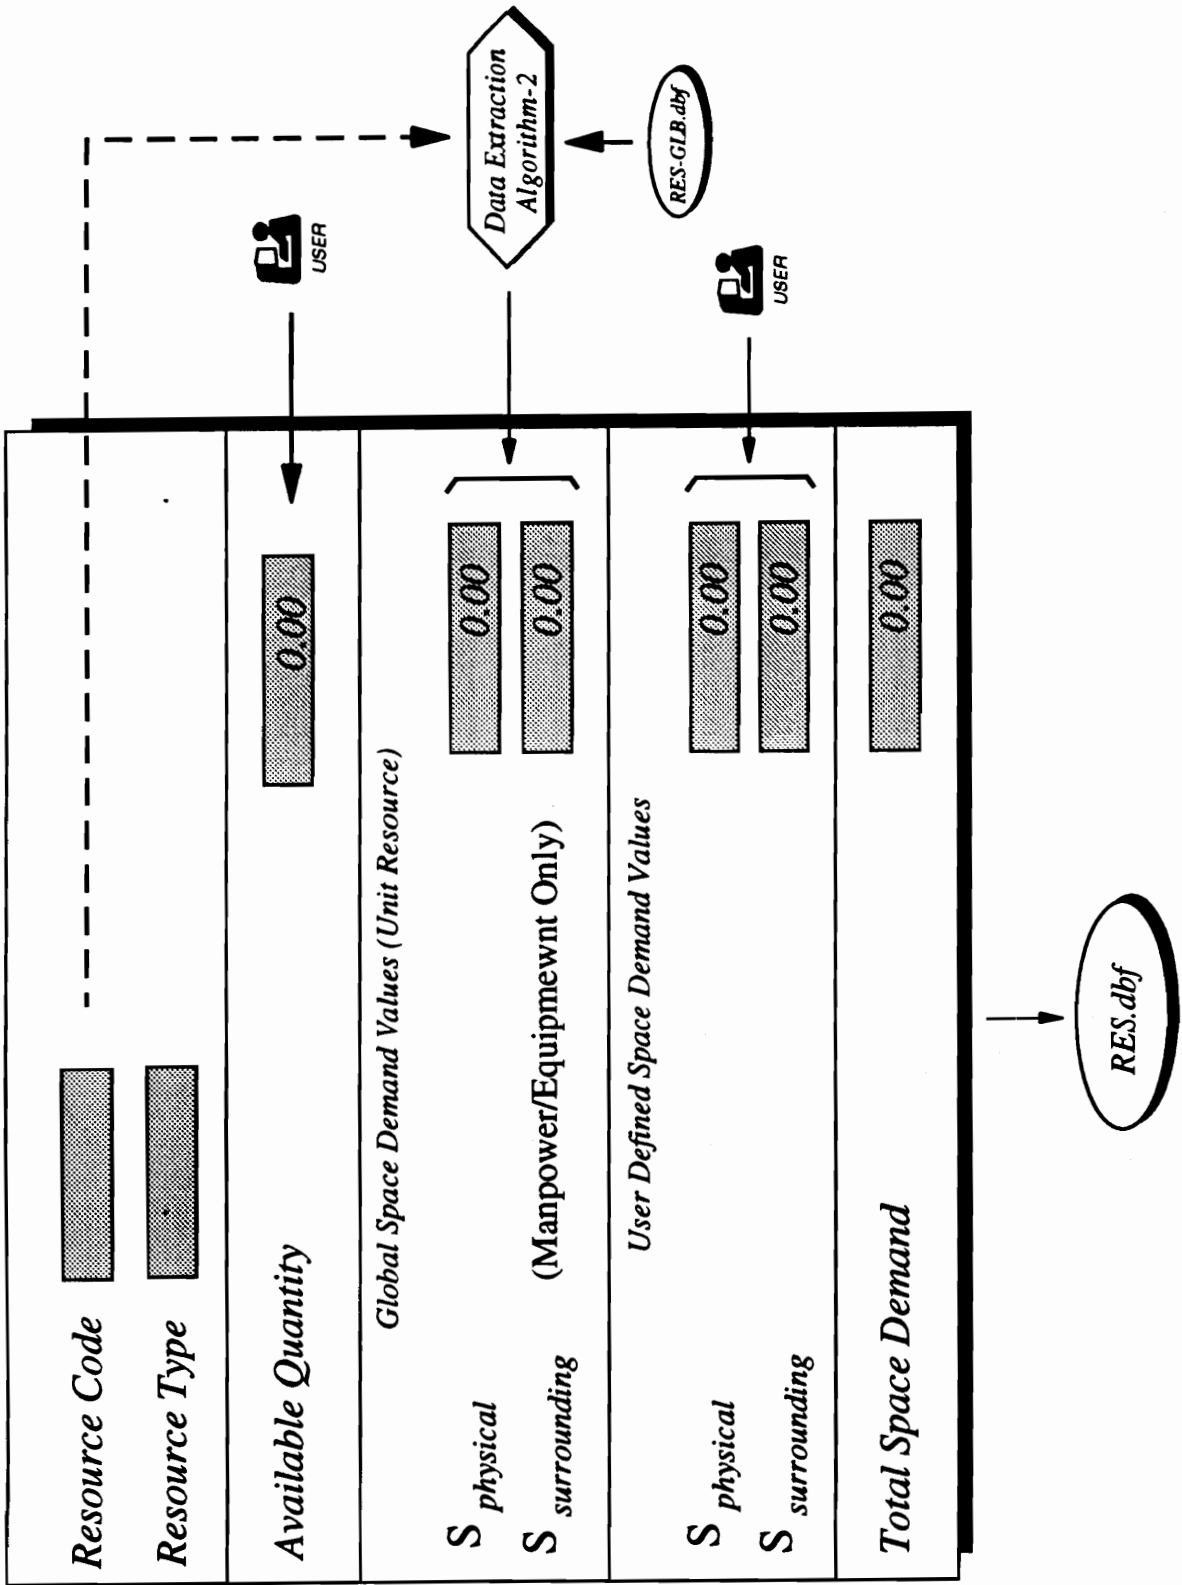 Resource Code
Resource Type
Available Quantity
0.00
USER
Global Space Demand Values (Unit Resource)
S physical
0.00
S surrounding
(Manpower/Equipmewnt Only)
0.00
Data Extraction
Algorithm-2
RES-GLB.dbf
User Defined Space Demand Values
S physical
0.00
S surrounding
0.00
USER
Total Space Demand
0.00
RES.dbf